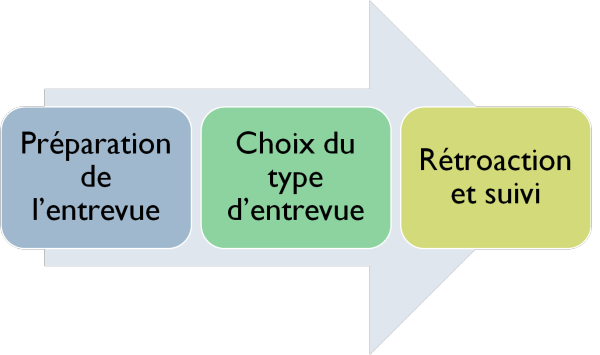 Préparation
de
l’entrevue
Choix du
type
d’entrevue
Rétroaction
et suivi